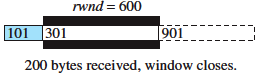 rwnd = 600
101 301 901
200 bytes received, window closes.